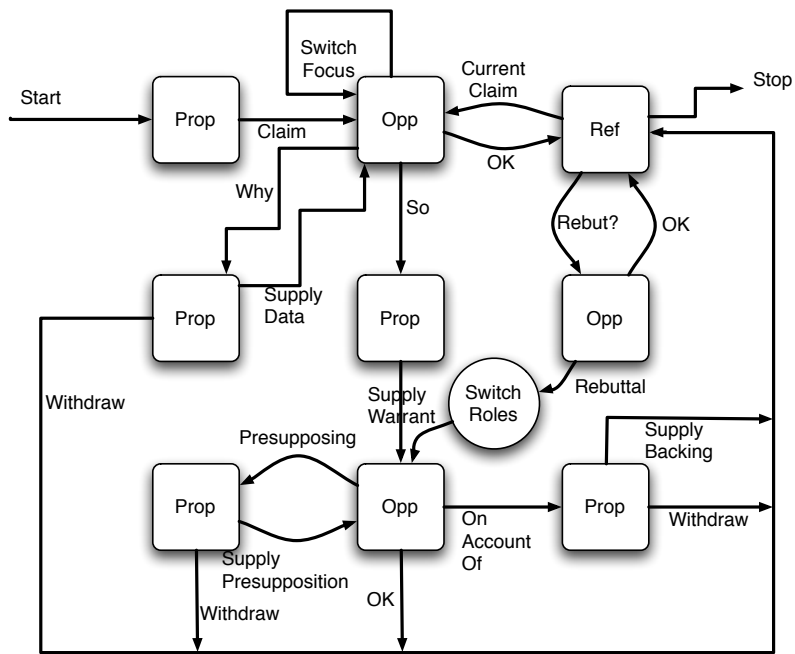 Switch
Focus
Current
Claim
Stop
Start
Prop
Claim
Opp
OK
Ref
Why
So
Rebut?
OK
Prop
Supply
Data
Prop
Opp
Withdraw
Supply
Warrant
Switch
Roles
Rebuttal
Presupposing
Supply
Backing
Prop
Opp
On
Account
Of
Prop
Withdraw
Supply
Presupposition
Withdraw
OK